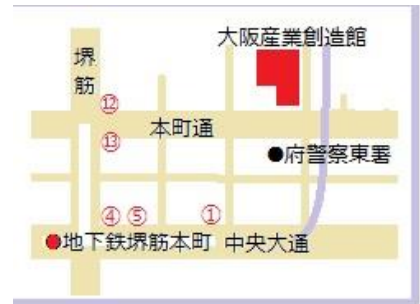 大阪産業創造館
堺筋
⑫
本町通
⑬
●府警察東署
④ ⑤ ①
●地下鉄堺筋本町 中央大通